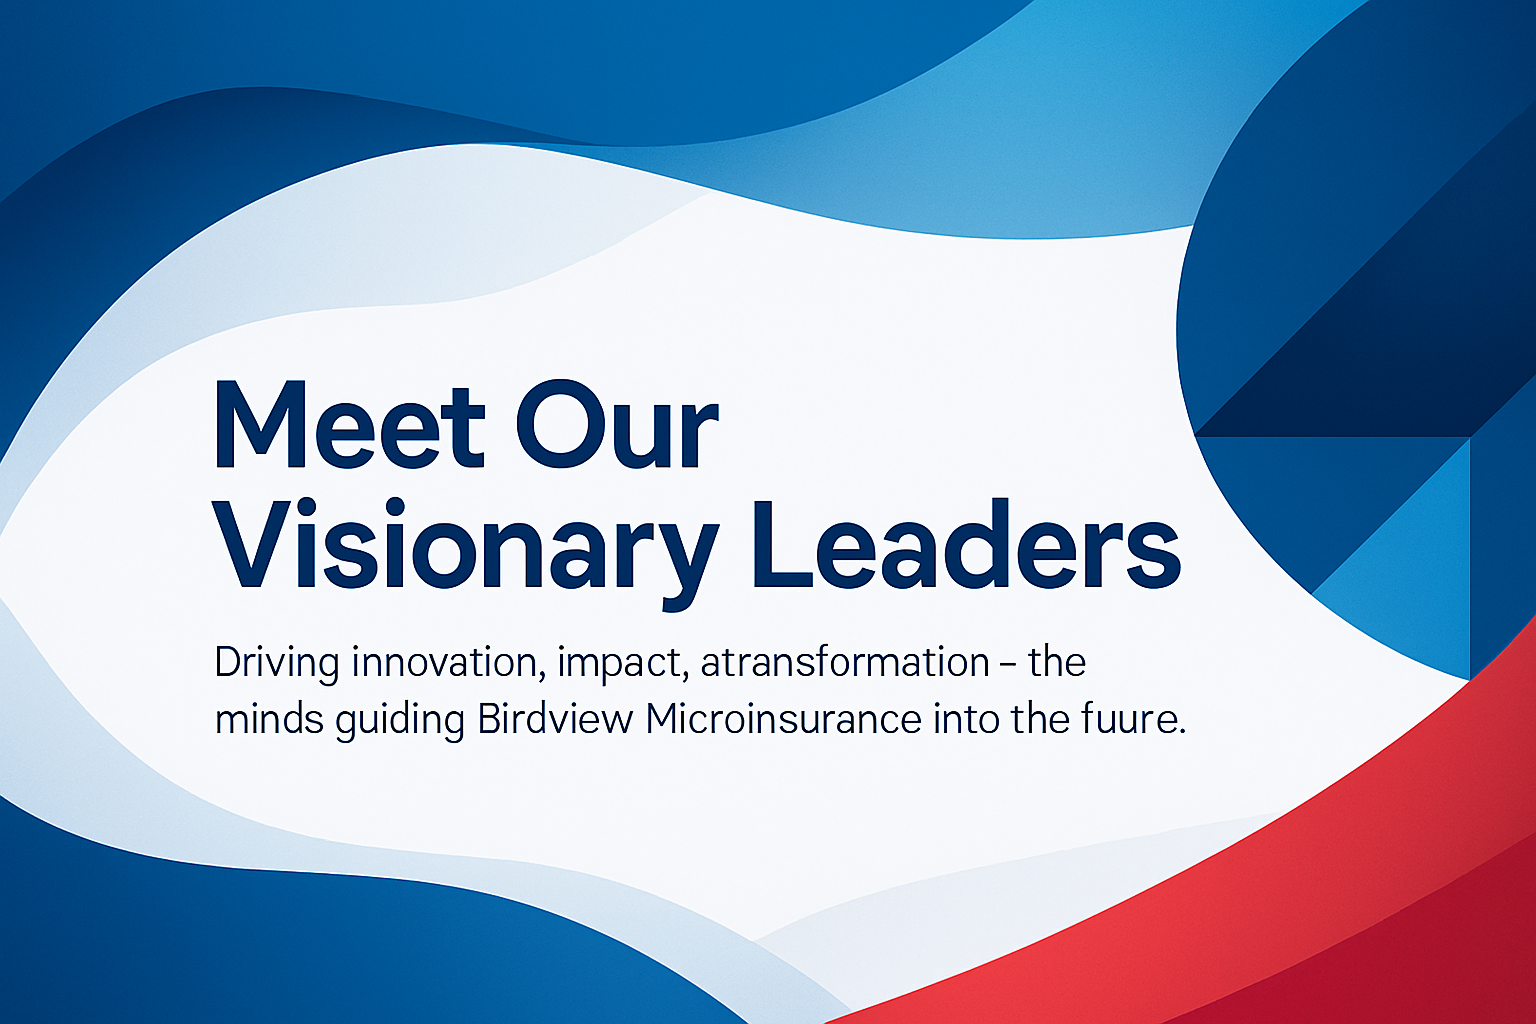 Meet Our
Visionary Leaders
Driving innovation, impact, atransformation – the
minds guiding Birdview Microinsurance into the fuure.